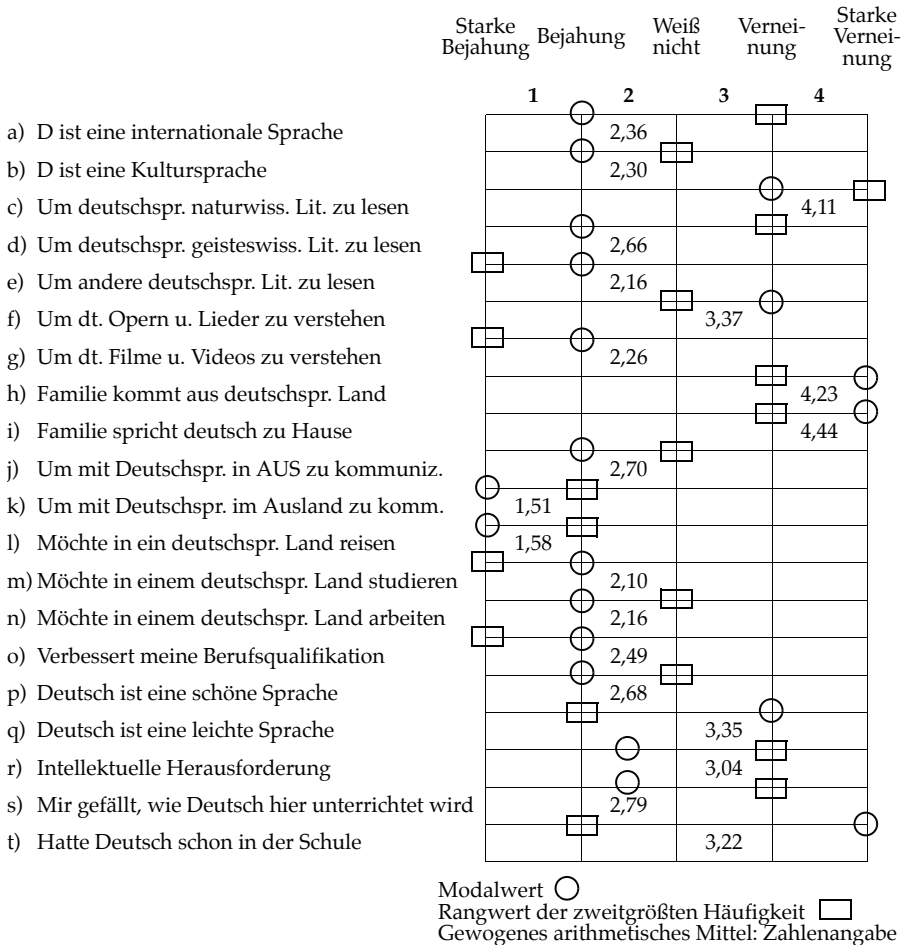 Starke Bejahung Bejahung Weiß nicht Vernei-nung Starke Vernei-nung
1 2 3 4
a) D ist eine internationale Sprache 2,36
b) D ist eine Kultursprache 2,30
c) Um deutschspr. naturwiss. Lit. zu lesen 4,11
d) Um deutschspr. geisteswiss. Lit. zu lesen 2,66
e) Um andere deutschspr. Lit. zu lesen 2,16
f) Um dt. Opern u. Lieder zu verstehen 3,37
g) Um dt. Filme u. Videos zu verstehen 2,26
h) Familie kommt aus deutschspr. Land 4,23
i) Familie spricht deutsch zu Hause 4,44
j) Um mit Deutschspr. in AUS zu kommuniz. 2,70
k) Um mit Deutschspr. im Ausland zu komm. 1,51
l) Möchte in ein deutschspr. Land reisen 1,58
m) Möchte in einem deutschspr. Land studieren 2,10
n) Möchte in einem deutschspr. Land arbeiten 2,16
o) Verbessert meine Berufsqualifikation 2,49
p) Deutsch ist eine schöne Sprache 2,68
q) Deutsch ist eine leichte Sprache 3,35
r) Intellektuelle Herausforderung 3,04
s) Mir gefällt, wie Deutsch hier unterrichtet wird 2,79
t) Hatte Deutsch schon in der Schule 3,22
Modalwert
Rangwert der zweitgrößten Häufigkeit
Gewogenes arithmetisches Mittel: Zahlenangabe